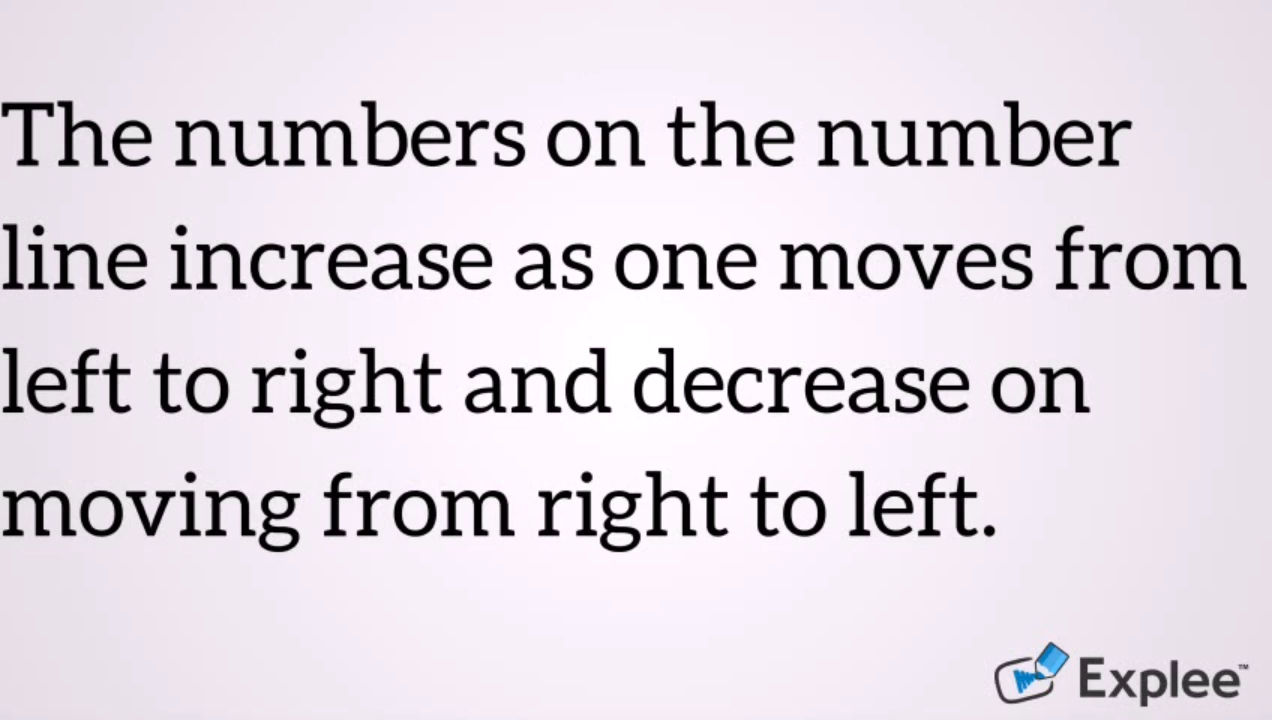 The numbers on the number
line increase as one moves from
left to right and decrease on
moving from right to left.
Explee™